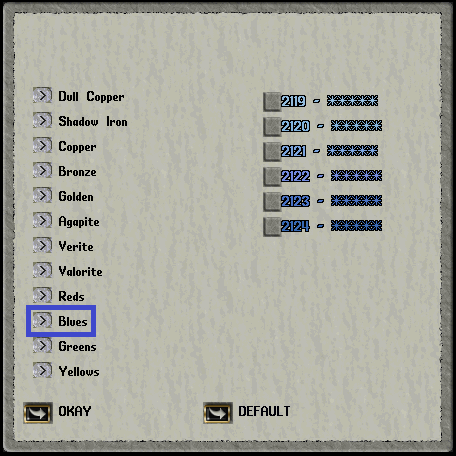 Dull Copper
Shadow Iron
Copper
Bronze
Golden
Agapite
Verite
Valorite
Reds
Blues
Greens
Yellows
2119 - ******
2120 - ******
2121 - ******
2122 - ******
2123 - ******
2124 - ******
OKAY
DEFAULT